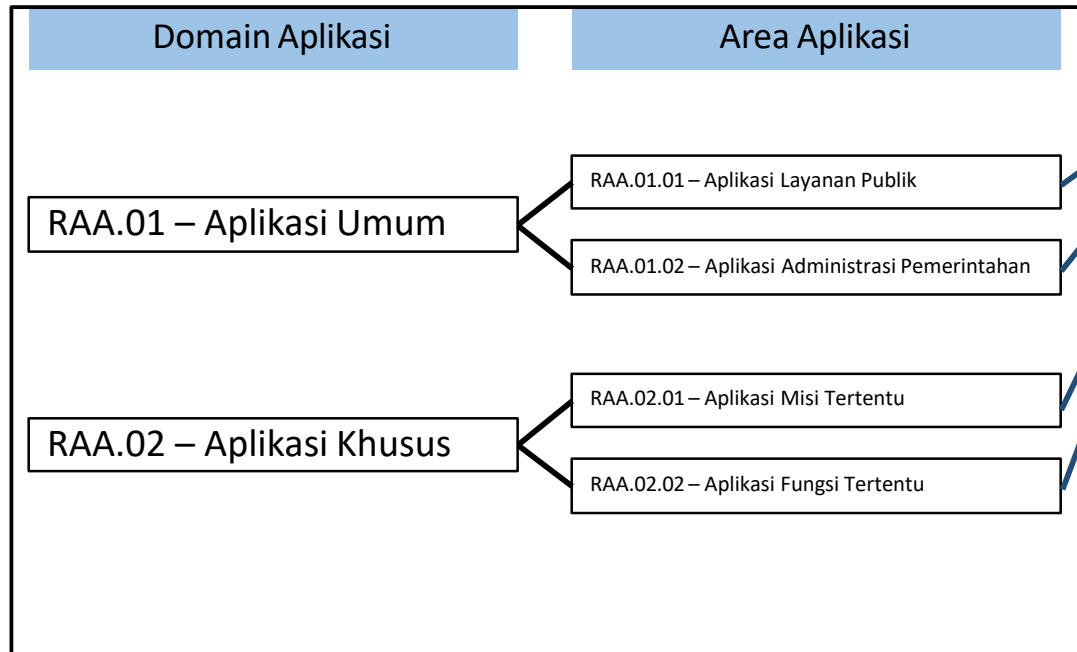 Domain Aplikasi
Area Aplikasi
RAA.01 – Aplikasi Umum
RAA.01.01 – Aplikasi Layanan Publik
RAA.01.02 – Aplikasi Administrasi Pemerintahan
RAA.02 – Aplikasi Khusus
RAA.02.01 – Aplikasi Misi Tertentu
RAA.02.02 – Aplikasi Fungsi Tertentu